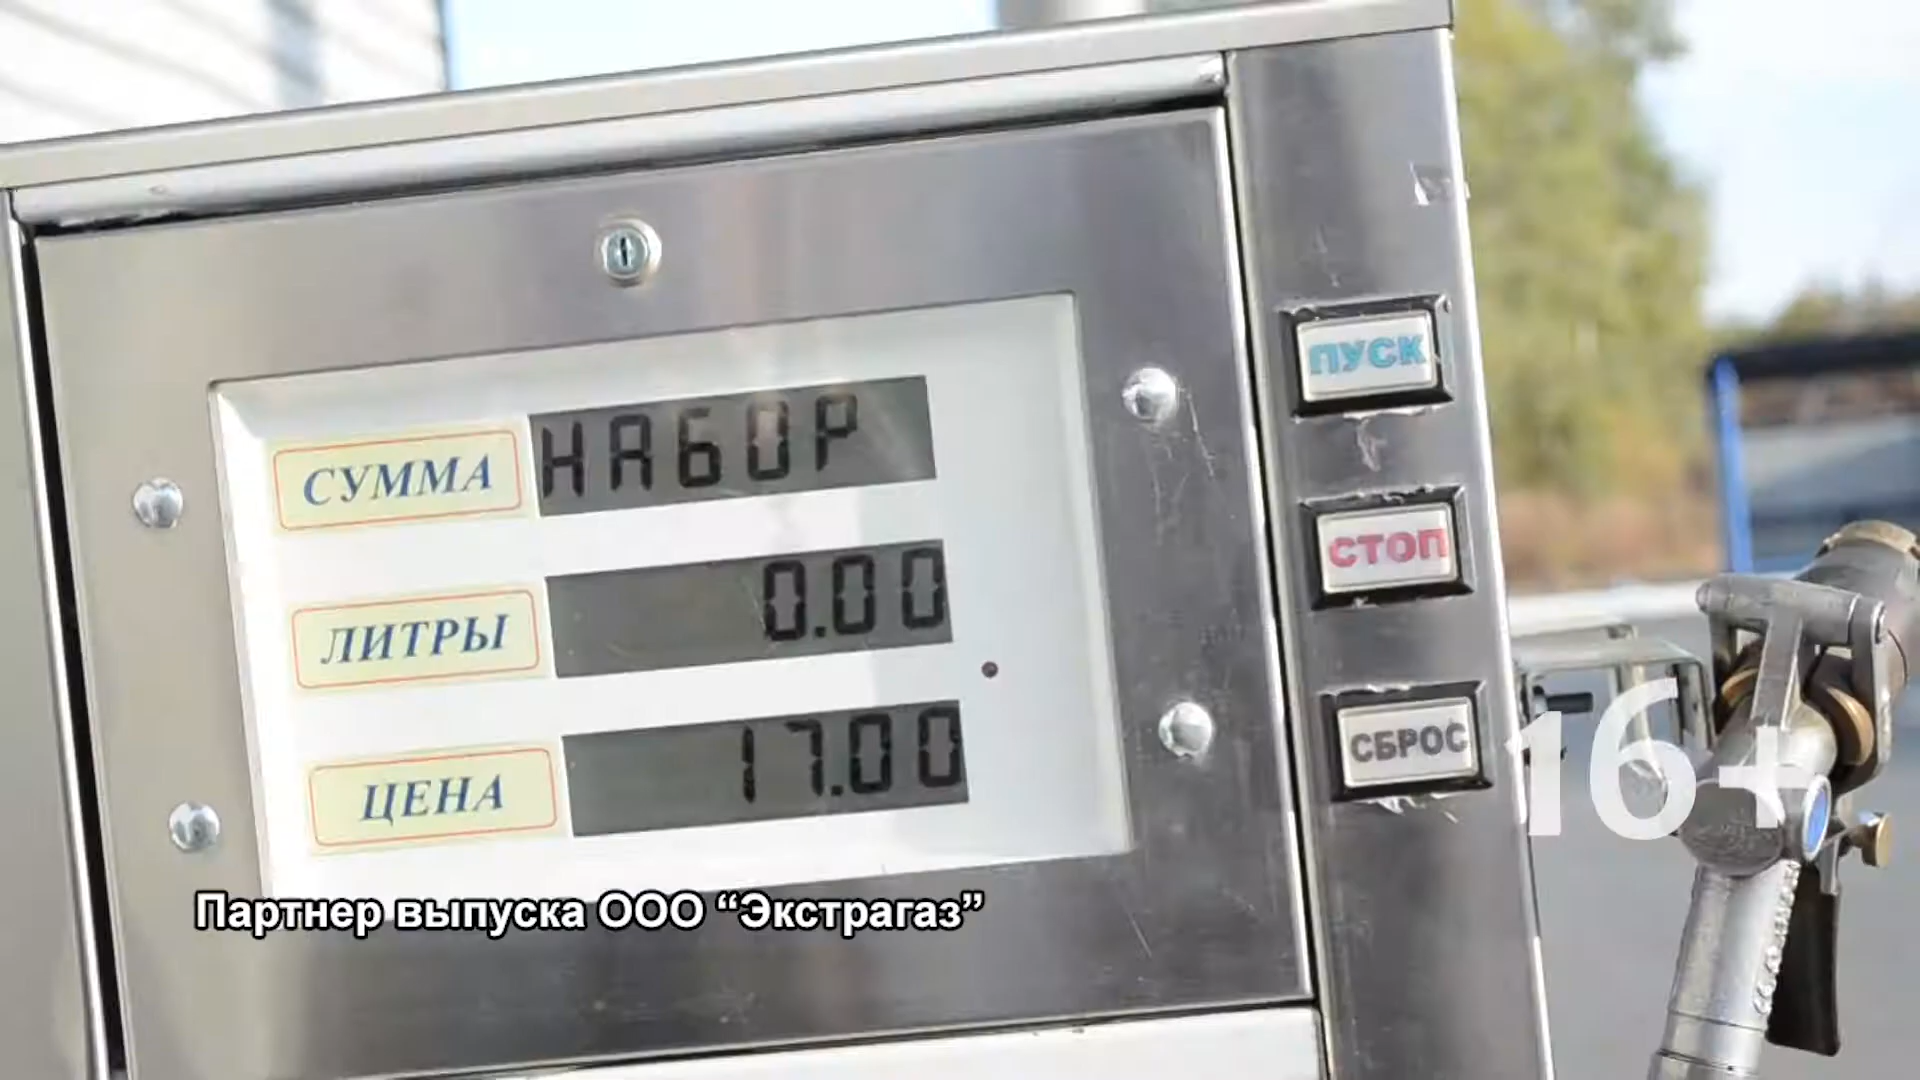 СУММА НАБОР
ЛИТРЫ 0.00
ЦЕНА 17.00
ПУСК
СТОП
СБРОС
16+
Партнер выпуска ООО “Экстрагаз”